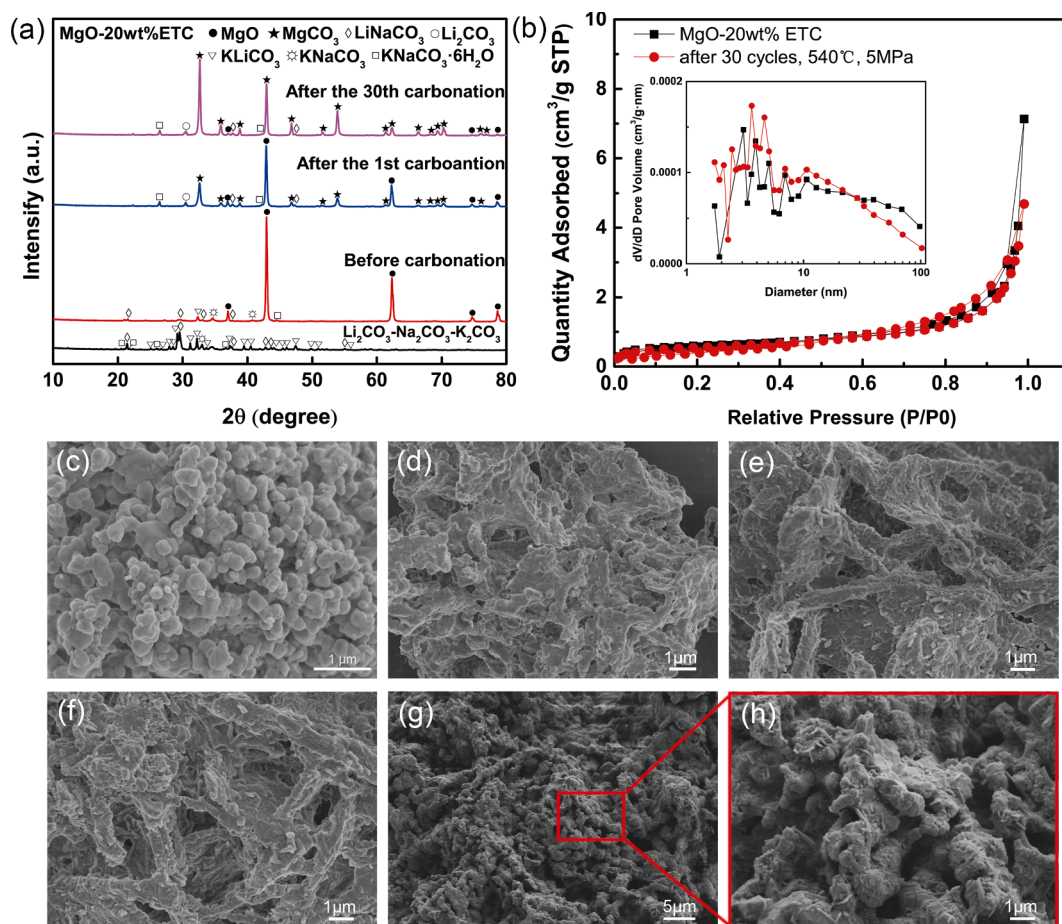 (a)
MgO-20wt%ETC ● MgO ★ MgCO₃ ◇ LiNaCO₃ ○ Li₂CO₃
▽ KLiCO₃ ☼ KNaCO₃ □ KNaCO₃·6H₂O
After the 30th carbonation
After the 1st carboantion
Before carbonation
Li₂CO₃-Na₂CO₃-K₂CO₃
Intensify (a.u.)
10 20 30 40 50 60 70 80
2θ (degree)
(b)
MgO-20wt% ETC
after 30 cycles, 540℃, 5MPa
Quantity Adsorbed (cm³/g STP)
10
8
6
4
2
0
0.0 0.2 0.4 0.6 0.8 1.0
Relative Pressure (P/P0)
dV/dD Pore Volume (cm³/g·nm)
0.0002
0.0001
0.0000
1 10 100
Diameter (nm)
(c)
1 μm
(d)
1μm
(e)
1μm
(f)
1μm
(g)
5μm
(h)
1μm